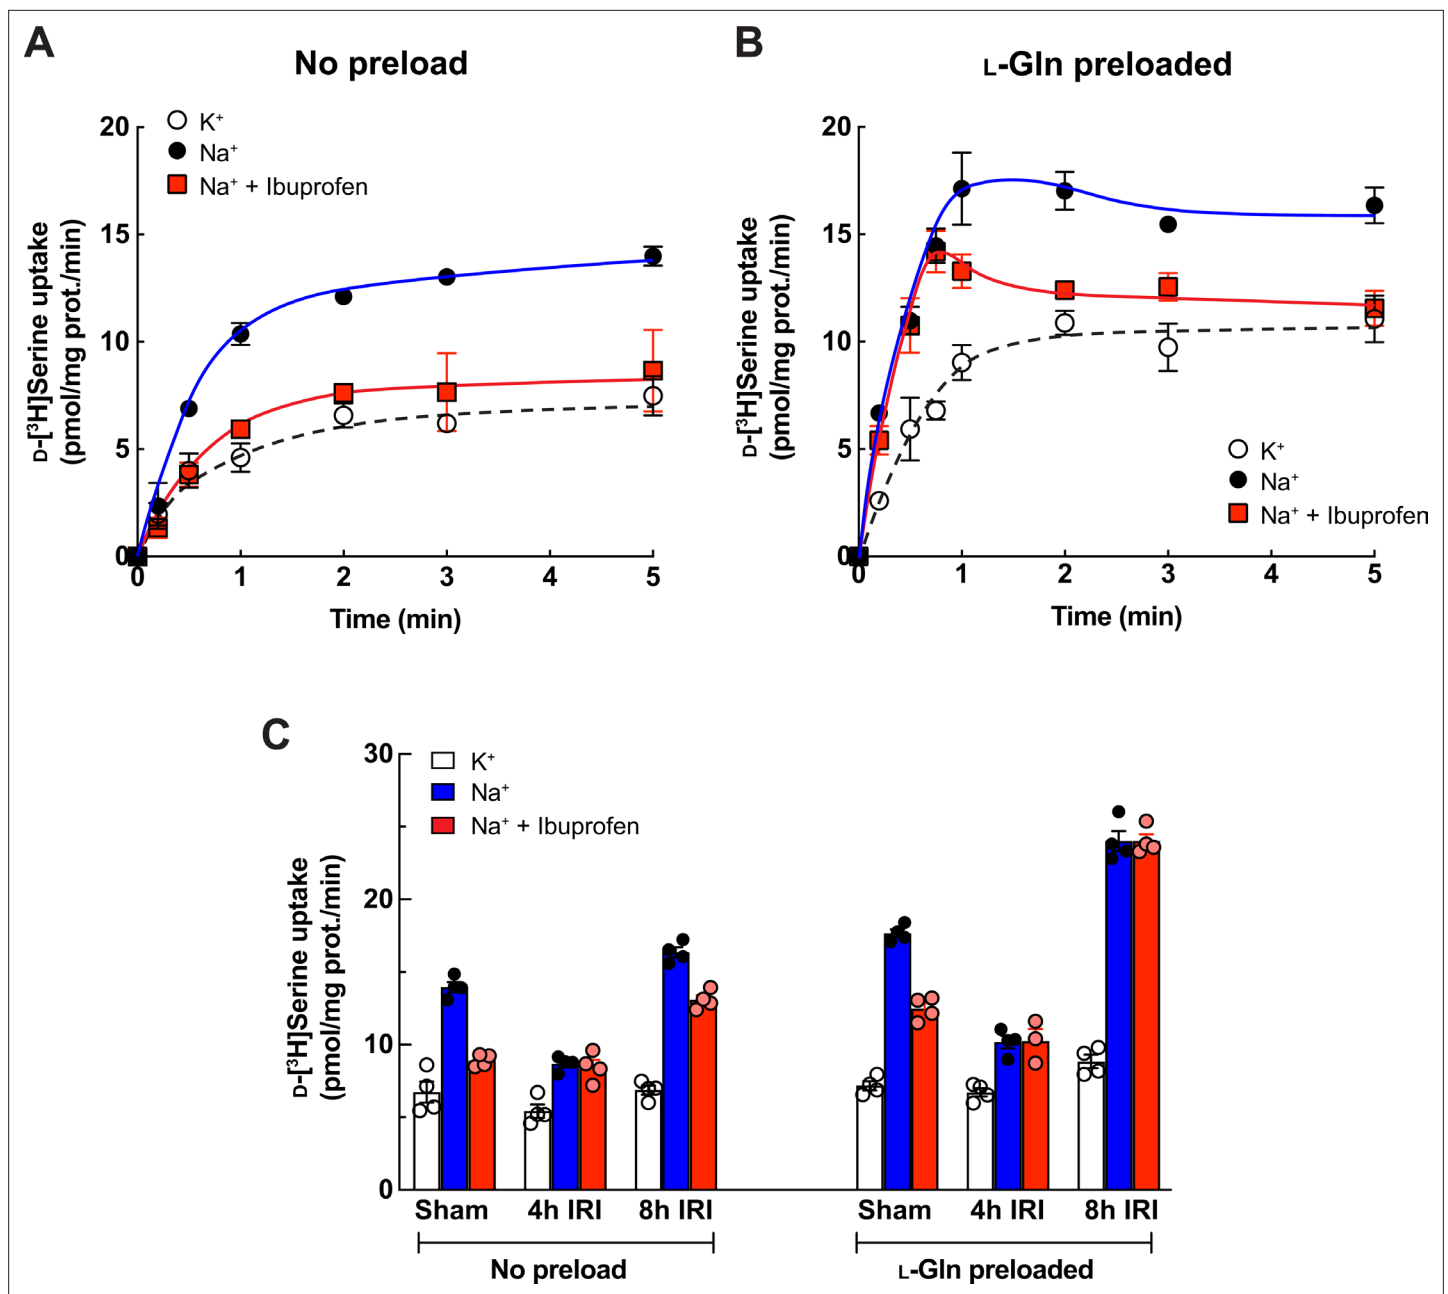 A
No preload
K⁺
Na⁺
Na⁺ + Ibuprofen
D-[³H]Serine uptake
(pmol/mg prot./min)
20
15
10
5
0
0 1 2 3 4 5
Time (min)
B
L-Gln preloaded
D-[³H]Serine uptake
(pmol/mg prot./min)
20
15
10
5
0
K⁺
Na⁺
Na⁺ + Ibuprofen
0 1 2 3 4 5
Time (min)
C
K⁺
Na⁺
Na⁺ + Ibuprofen
D-[³H]Serine uptake
(pmol/mg prot./min)
30
20
10
0
Sham 4h IRI 8h IRI Sham 4h IRI 8h IRI
No preload L-Gln preloaded